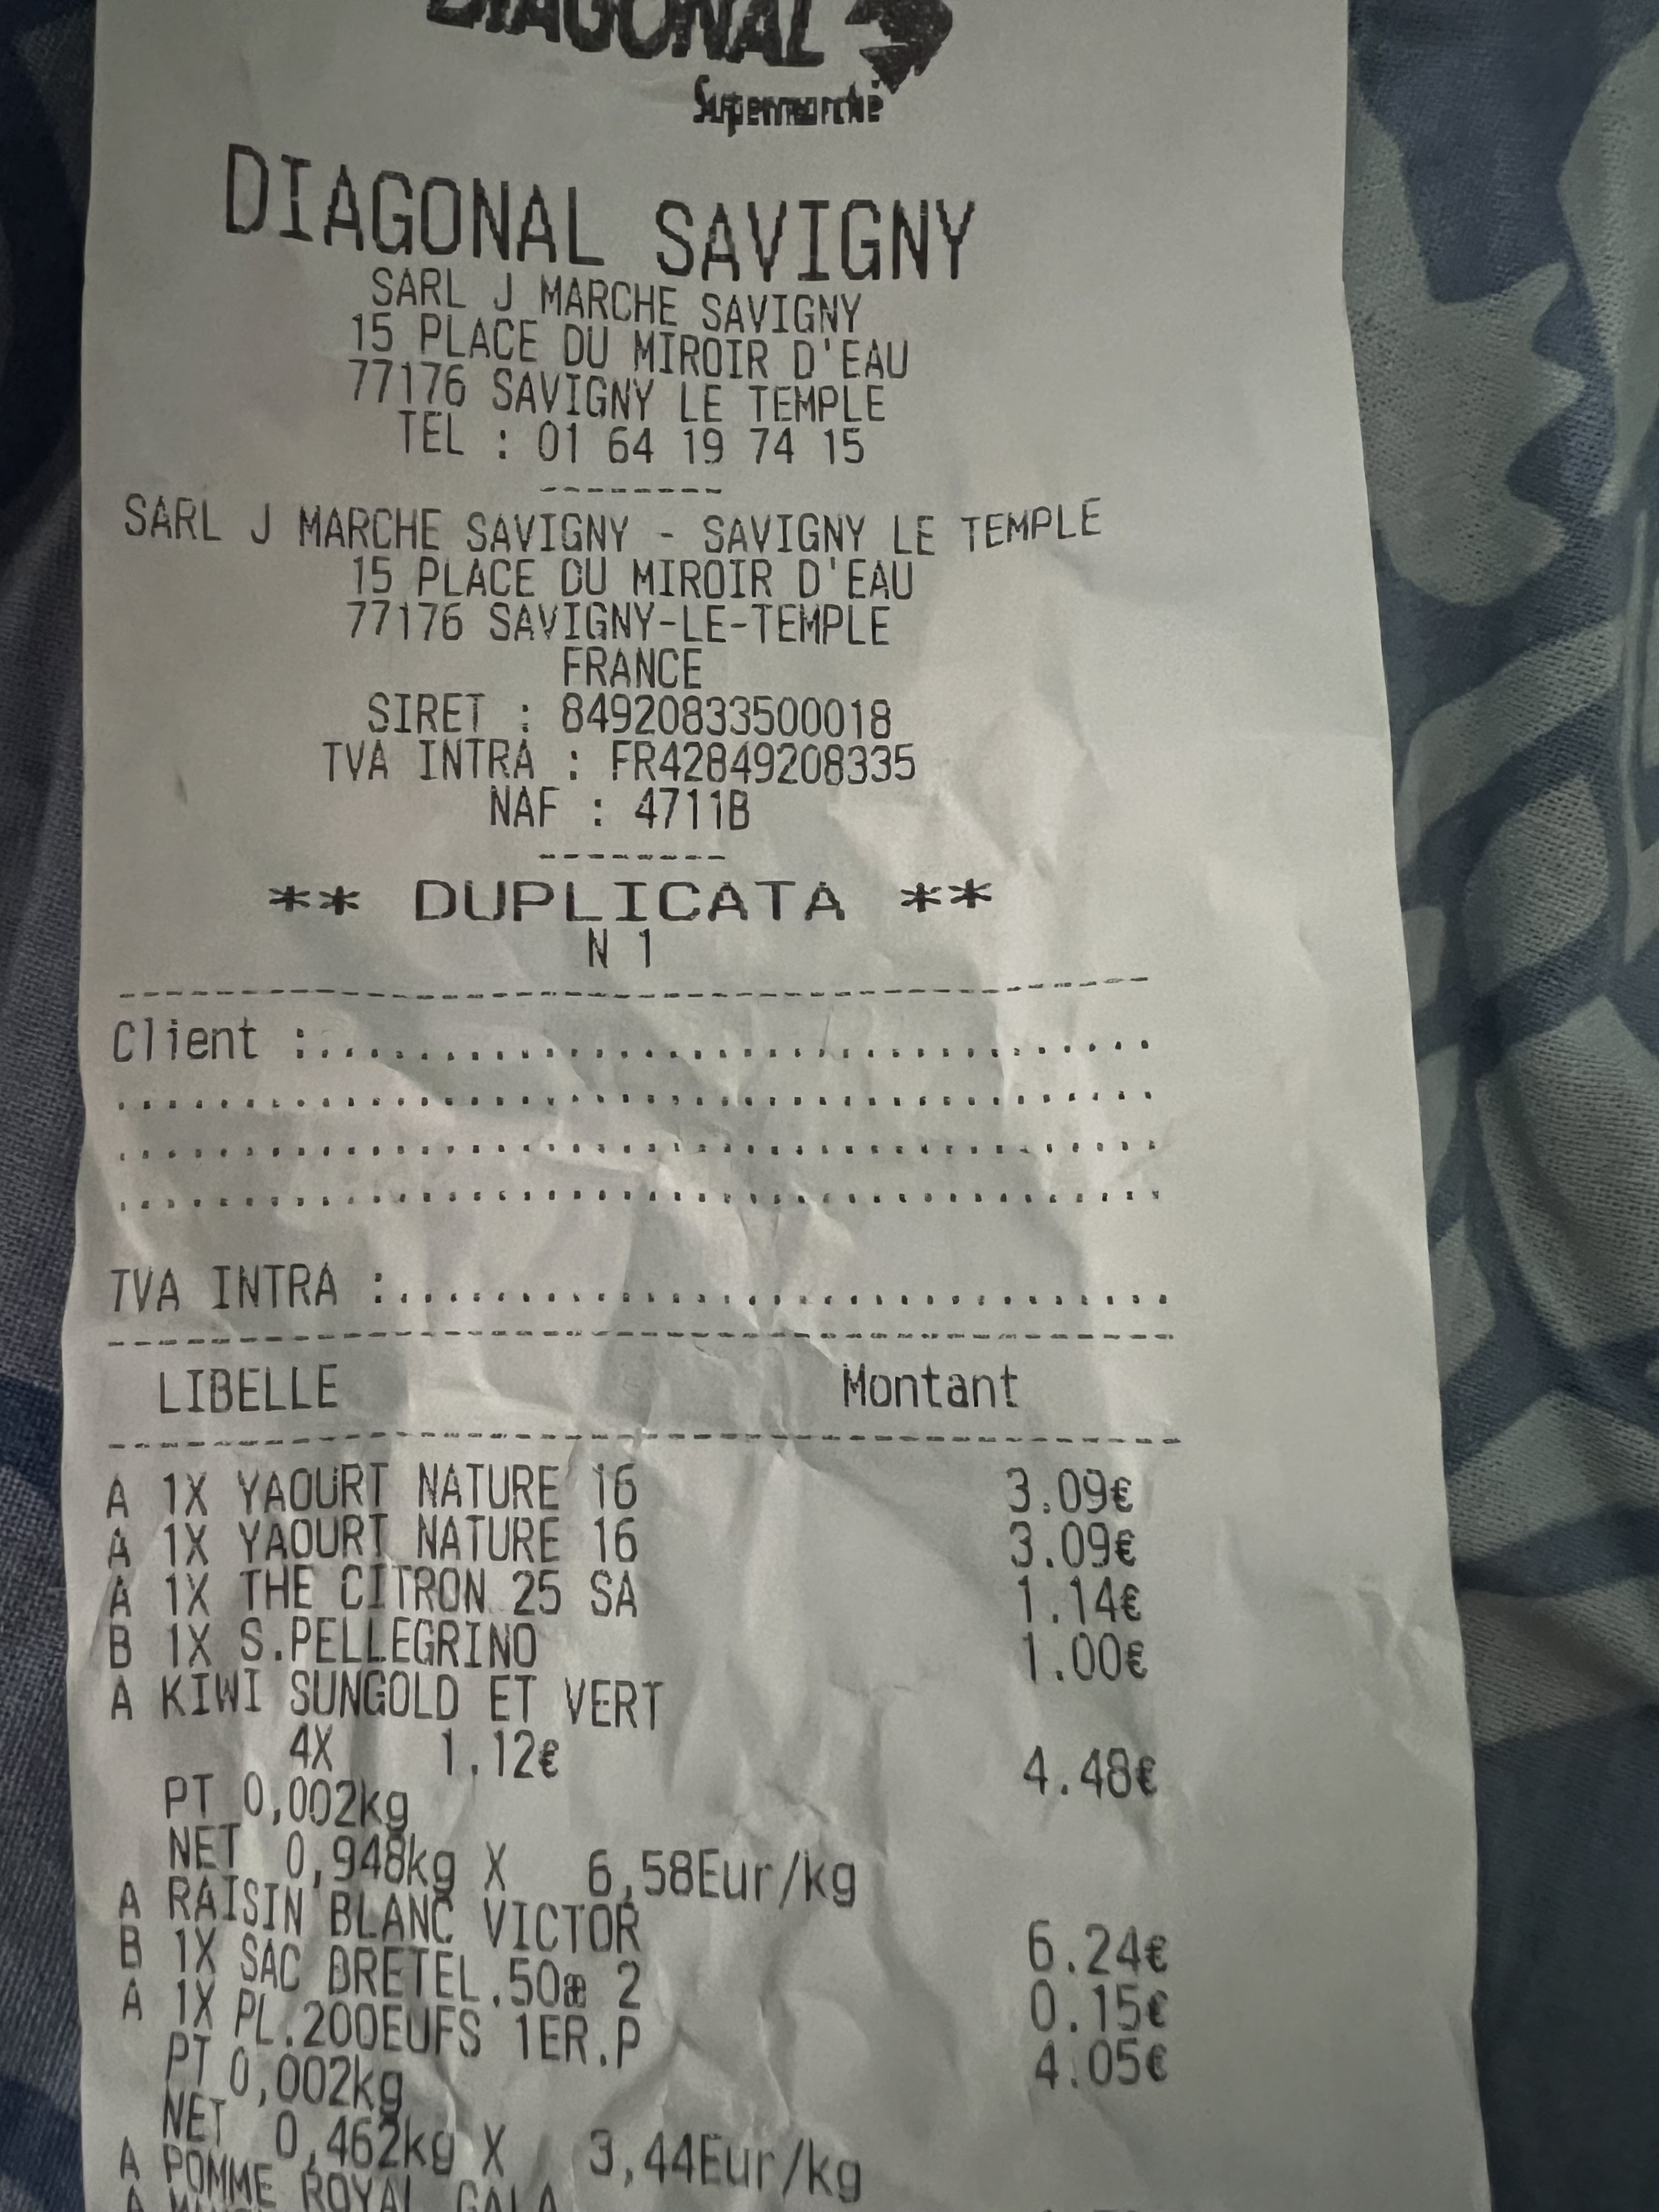 DIAGONAL
Supermarché
DIAGONAL SAVIGNY
SARL J MARCHE SAVIGNY
15 PLACE DU MIROIR D'EAU
77176 SAVIGNY LE TEMPLE
TEL : 01 64 19 74 15
--------
SARL J MARCHE SAVIGNY - SAVIGNY LE TEMPLE
15 PLACE DU MIROIR D'EAU
77176 SAVIGNY-LE-TEMPLE
FRANCE
SIRET : 84920833500018
TVA INTRA : FR42849208335
NAF : 4711B
--------
** DUPLICATA **
N 1
Client :
TVA INTRA :
LIBELLE Montant
A 1X YAOURT NATURE 16 3.09€
A 1X YAOURT NATURE 16 3.09€
A 1X THE CITRON 25 SA 1.14€
B 1X S.PELLEGRINO 1.00€
A KIWI SUNGOLD ET VERT
4X 1.12€ 4.48€
PT 0,002kg
NET 0,948kg X 6,58Eur/kg
A RAISIN BLANC VICTOR 6.24€
B 1X SAC BRETEL.50æ 2 0.15€
A 1X PL.20OEUFS 1ER.P 4.05€
PT 0,002kg
NET 0,462kg X 3,44Eur/kg
A POMME ROYAL GALA